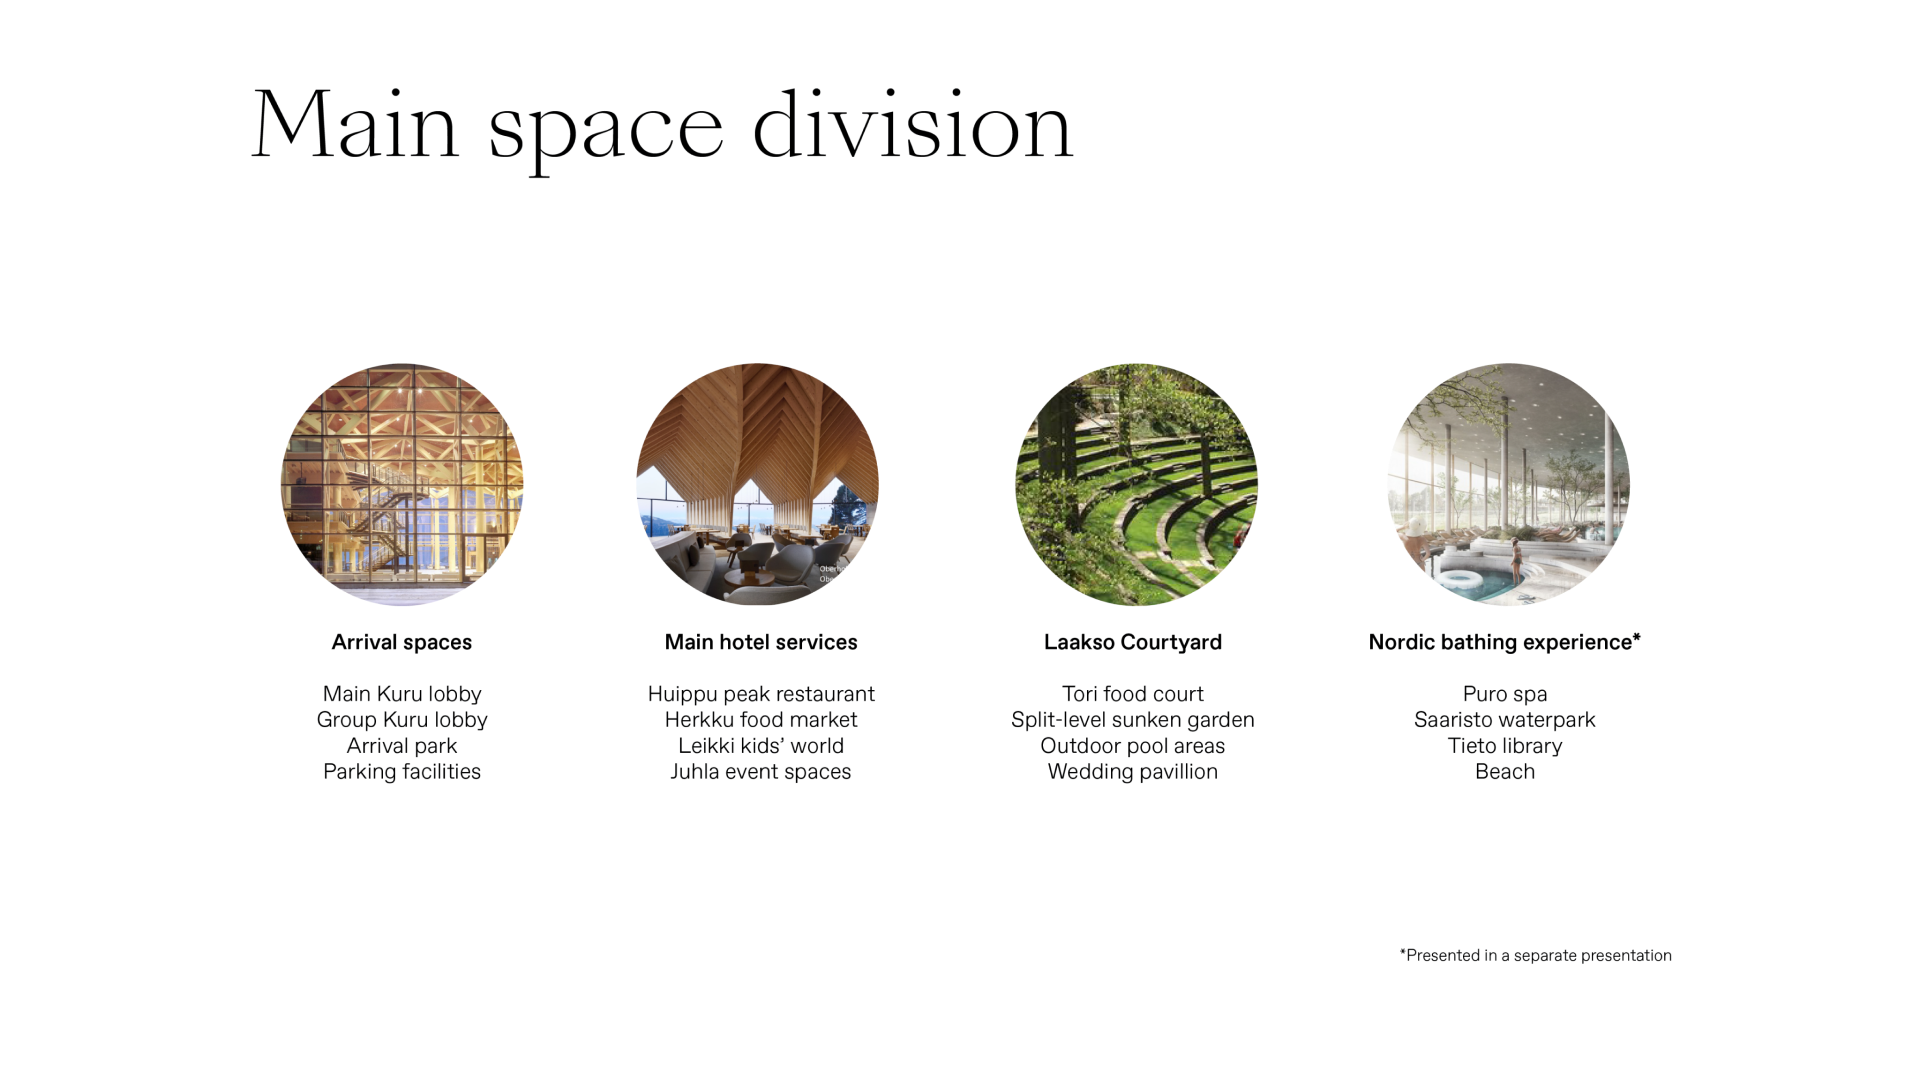 Main space division
Arrival spaces
Main Kuru lobby
Group Kuru lobby
Arrival park
Parking facilities
Main hotel services
Huippu peak restaurant
Herkku food market
Leikki kids’ world
Juhla event spaces
Laakso Courtyard
Tori food court
Split-level sunken garden
Outdoor pool areas
Wedding pavillion
Nordic bathing experience*
Puro spa
Saaristo waterpark
Tieto library
Beach
*Presented in a separate presentation